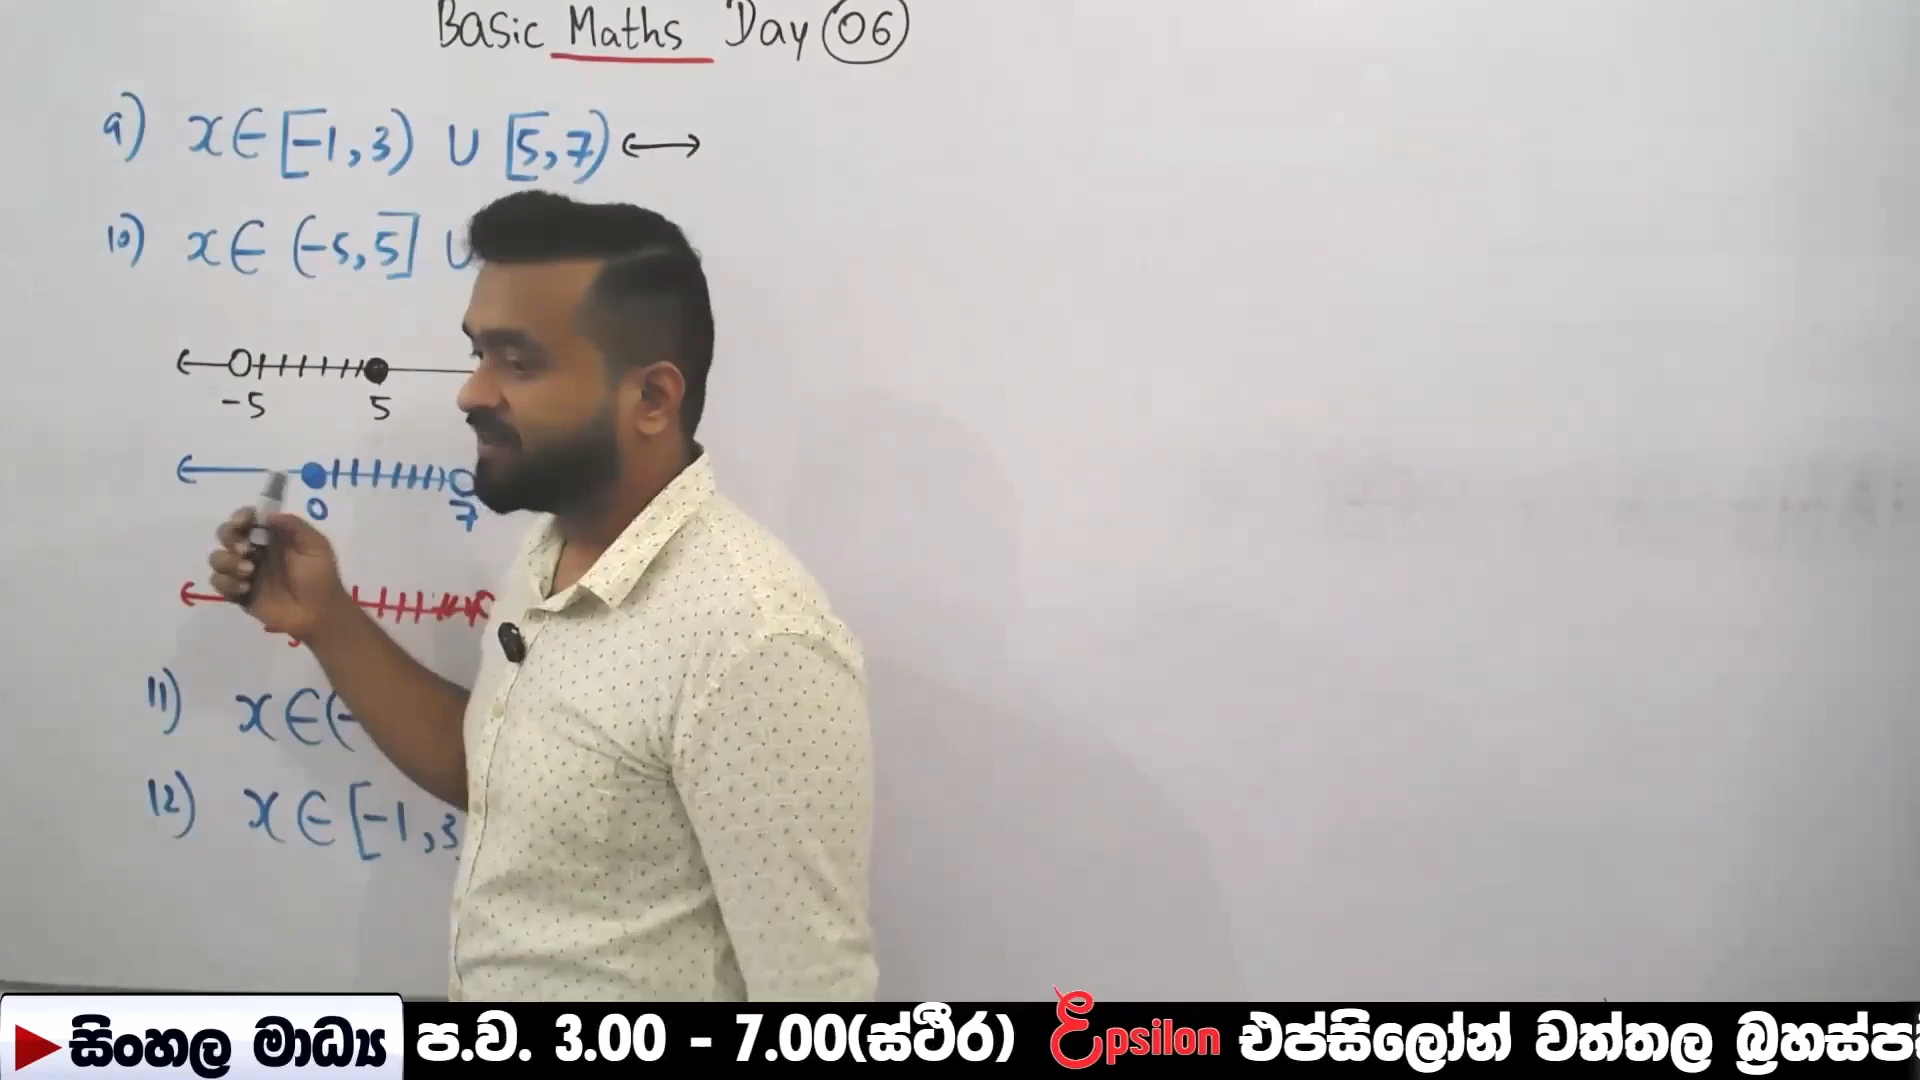 Basic Maths Day 06
9) x∈[-1,3) ∪ [5,7)
10) x∈(-5,5] ∪
-5 5
0 7
11) x∈(-
12) x∈[-1,3
සිංහල මාධ්‍ය ප.ව. 3.00 - 7.00(ස්ථිර) Epsilon එප්සිලෝන් වත්තල